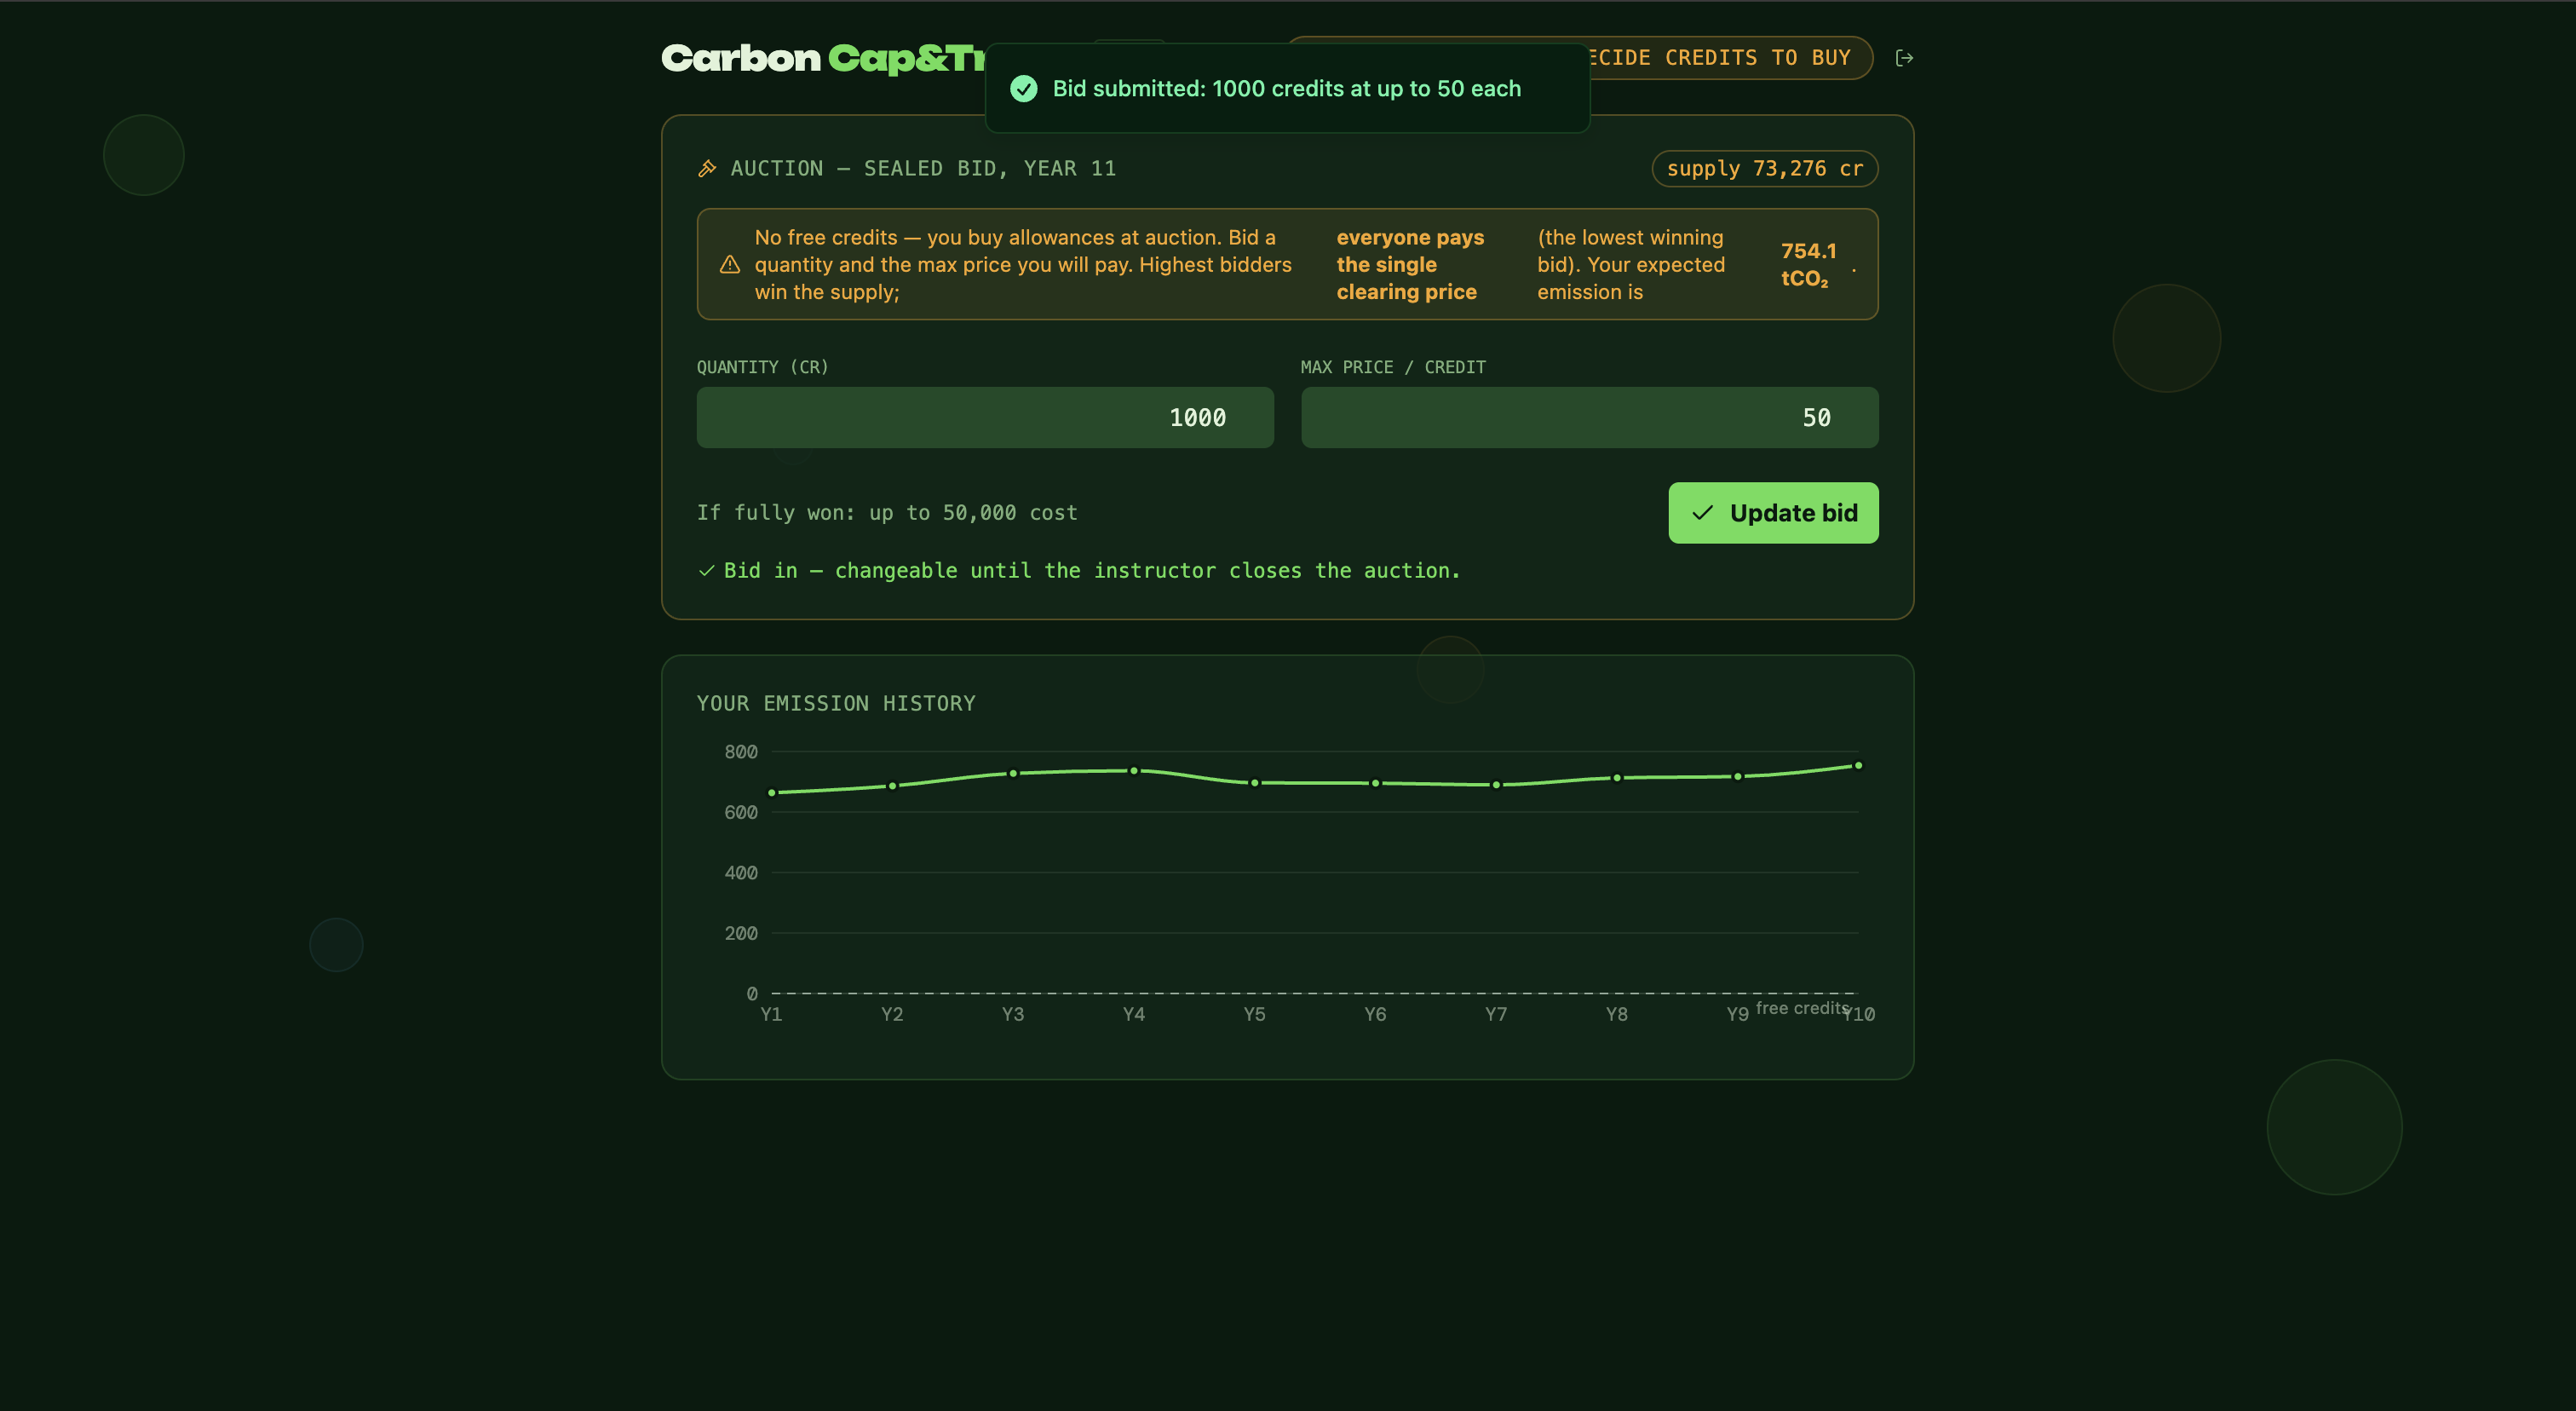 Carbon Cap&Tr
ECIDE CREDITS TO BUY
Bid submitted: 1000 credits at up to 50 each
AUCTION — SEALED BID, YEAR 11
supply 73,276 cr
No free credits — you buy allowances at auction. Bid a
quantity and the max price you will pay. Highest bidders
win the supply;
everyone pays
the single
clearing price
(the lowest winning
bid). Your expected
emission is
754.1
tCO₂
.
QUANTITY (CR)
MAX PRICE / CREDIT
1000
50
If fully won: up to 50,000 cost
Update bid
Bid in — changeable until the instructor closes the auction.
YOUR EMISSION HISTORY
800
600
400
200
0
free credits
Y1 Y2 Y3 Y4 Y5 Y6 Y7 Y8 Y9 Y10